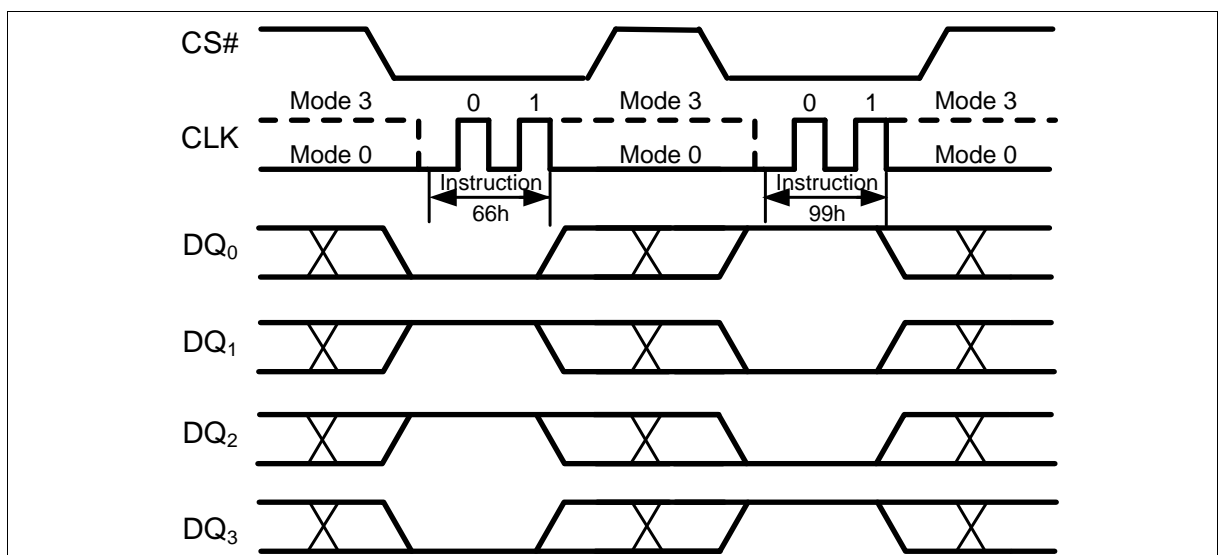 CS#
Mode 3 0 1 Mode 3 0 1 Mode 3
CLK
Mode 0 Mode 0 Mode 0
Instruction Instruction
66h 99h
DQ0
DQ1
DQ2
DQ3